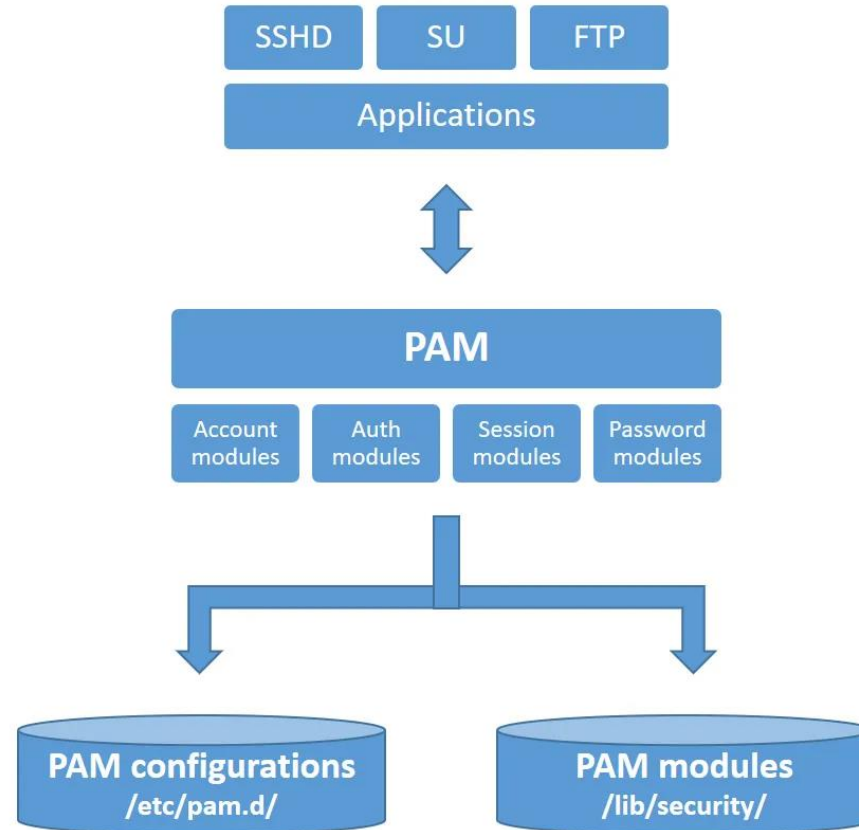 SSHD
SU
FTP
Applications
PAM
Account
modules
Auth
modules
Session
modules
Password
modules
PAM configurations
/etc/pam.d/
PAM modules
/lib/security/